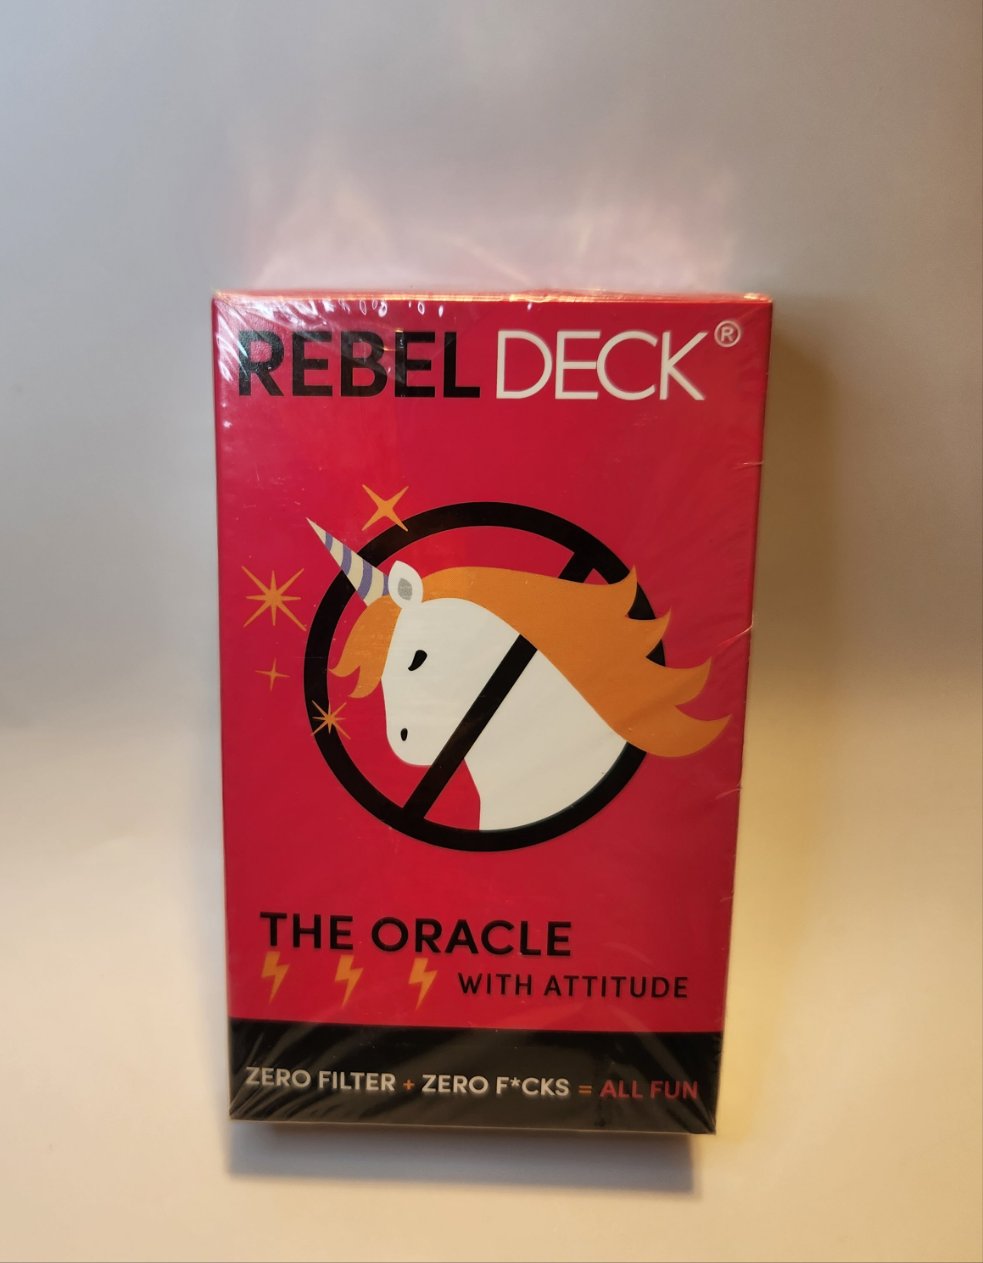 REBEL DECK®
THE ORACLE
WITH ATTITUDE
ZERO FILTER + ZERO F*CKS = ALL FUN